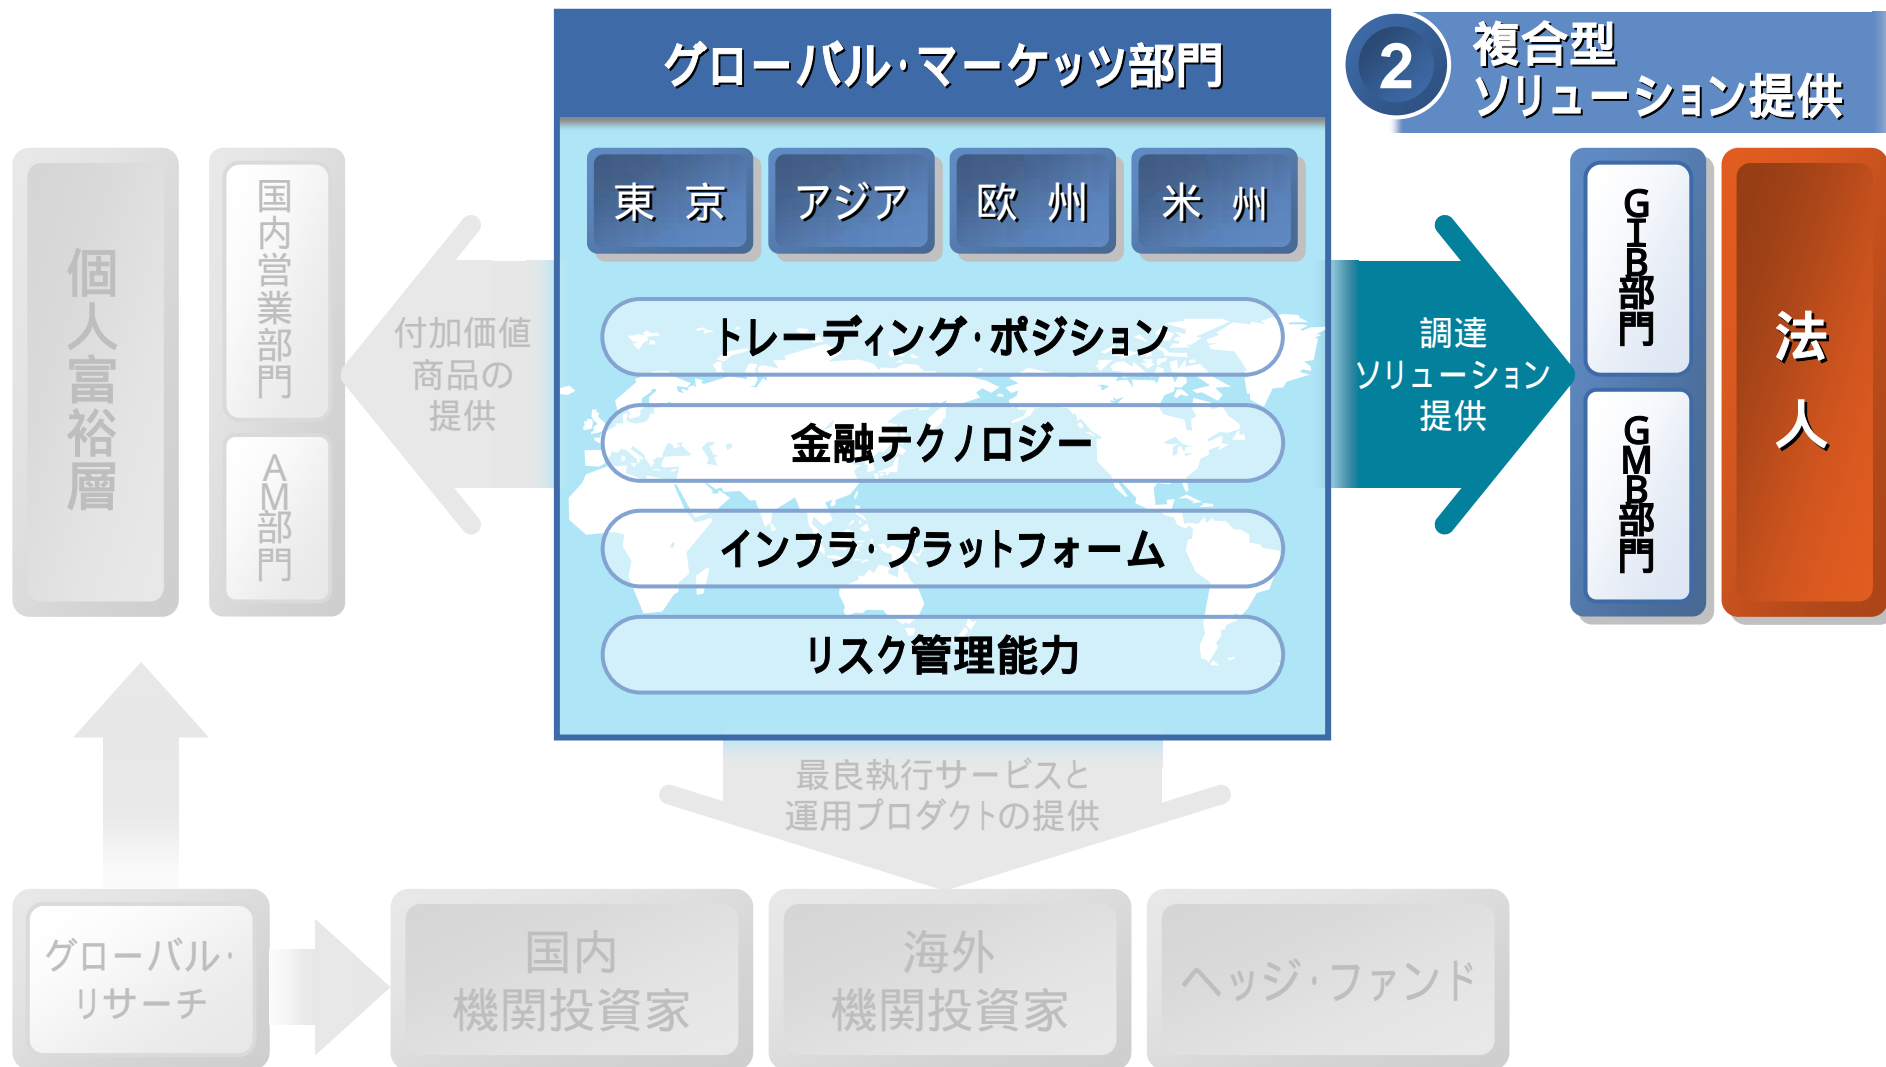 グローバル・マーケッツ部門
2
複合型
ソリューション提供
東 京
アジア
欧 州
米 州
個人富裕層
国内営業部門
AM部門
付加価値
商品の
提供
トレーディング・ポジション
金融テクノロジー
インフラ・プラットフォーム
リスク管理能力
調達
ソリューション
提供
GIB部門
GMB部門
法人
最良執行サービスと
運用プロダクトの提供
グローバル・
リサーチ
国内
機関投資家
海外
機関投資家
ヘッジ・ファンド